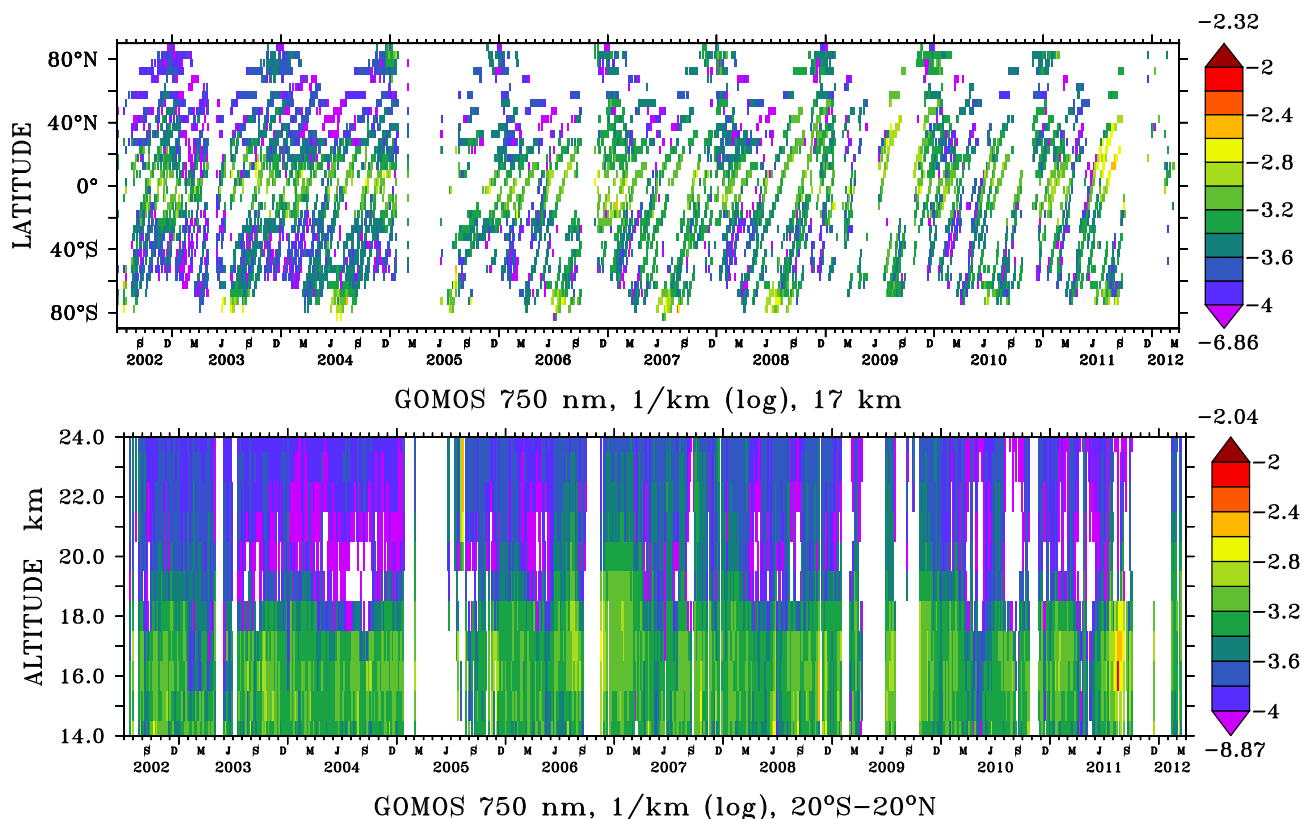 −2.32
80°N
40°N
0°
40°S
80°S
LATITUDE
−2
−2.4
−2.8
−3.2
−3.6
−4
−6.86
S D M J S D M J S D M J S D M J S D M J S D M J S D M J S D M J S D M J S D M
2002 2003 2004 2005 2006 2007 2008 2009 2010 2011 2012
GOMOS 750 nm, 1/km (log), 17 km
−2.04
24.0
22.0
20.0
18.0
16.0
14.0
ALTITUDE km
−2
−2.4
−2.8
−3.2
−3.6
−4
−8.87
S D M J S D M J S D M J S D M J S D M J S D M J S D M J S D M J S D M J S D M
2002 2003 2004 2005 2006 2007 2008 2009 2010 2011 2012
GOMOS 750 nm, 1/km (log), 20°S−20°N